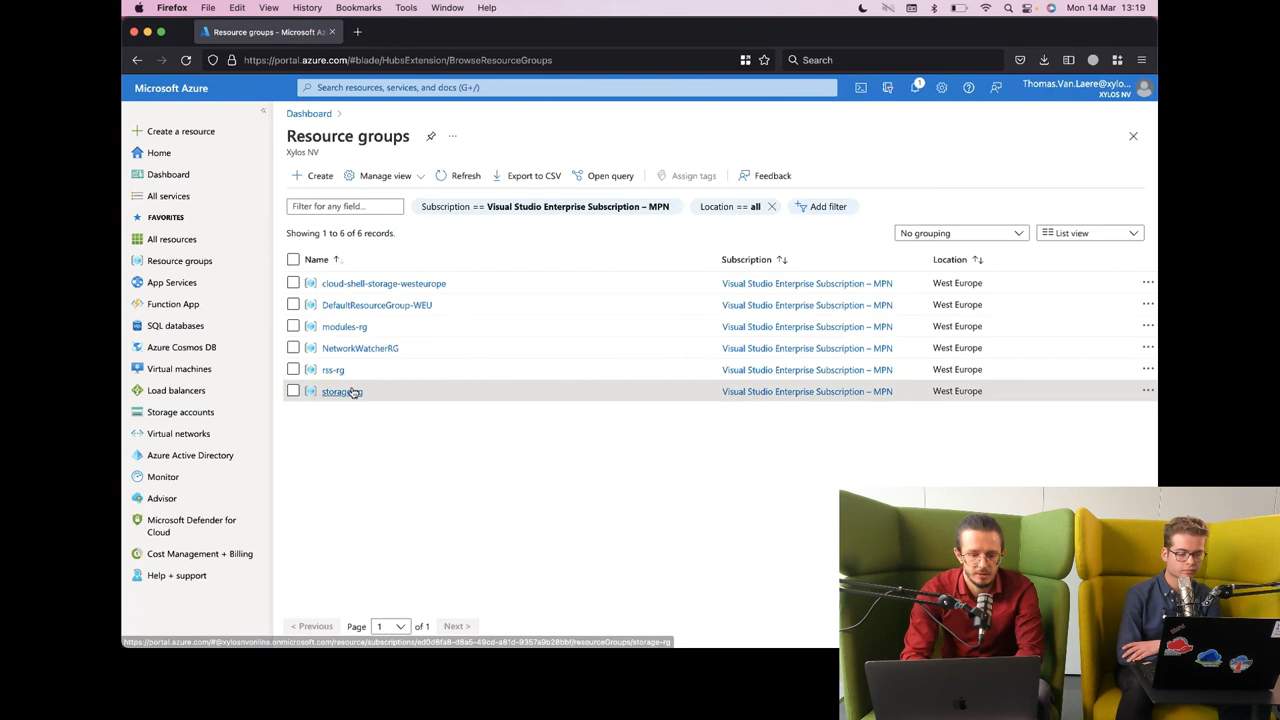 Firefox File Edit View History Bookmarks Tools Window Help Mon 14 Mar 13:19
Resource groups - Microsoft Az
https://portal.azure.com/#blade/HubsExtension/BrowseResourceGroups Search
Microsoft Azure Search resources, services, and docs (G+/) 1 Thomas.Van.Laere@xylo...
XYLOS NV
Dashboard >
Resource groups
Xylos NV
Create Manage view Refresh Export to CSV Open query Assign tags Feedback
Filter for any field... Subscription == Visual Studio Enterprise Subscription – MPN Location == all Add filter
Showing 1 to 6 of 6 records. No grouping List view
Name Subscription Location
cloud-shell-storage-westeurope Visual Studio Enterprise Subscription – MPN West Europe
DefaultResourceGroup-WEU Visual Studio Enterprise Subscription – MPN West Europe
modules-rg Visual Studio Enterprise Subscription – MPN West Europe
NetworkWatcherRG Visual Studio Enterprise Subscription – MPN West Europe
rss-rg Visual Studio Enterprise Subscription – MPN West Europe
storage-rg Visual Studio Enterprise Subscription – MPN West Europe
Create a resource
Home
Dashboard
All services
FAVORITES
All resources
Resource groups
App Services
Function App
SQL databases
Azure Cosmos DB
Virtual machines
Load balancers
Storage accounts
Virtual networks
Azure Active Directory
Monitor
Advisor
Microsoft Defender for
Cloud
Cost Management + Billing
Help + support
< Previous Page 1 of 1 Next >